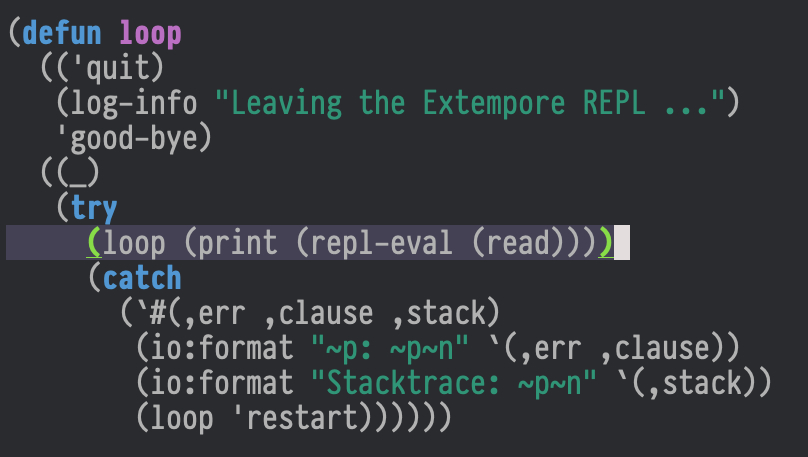 (defun loop
  (('quit)
   (log-info "Leaving the Extempore REPL ...")
   'good-bye)
  ((_)
   (try
     (loop (print (repl-eval (read))))
     (catch
       (`#(,err ,clause ,stack)
        (io:format "~p: ~p~n" `(,err ,clause))
        (io:format "Stacktrace: ~p~n" `(,stack))
        (loop 'restart))))))